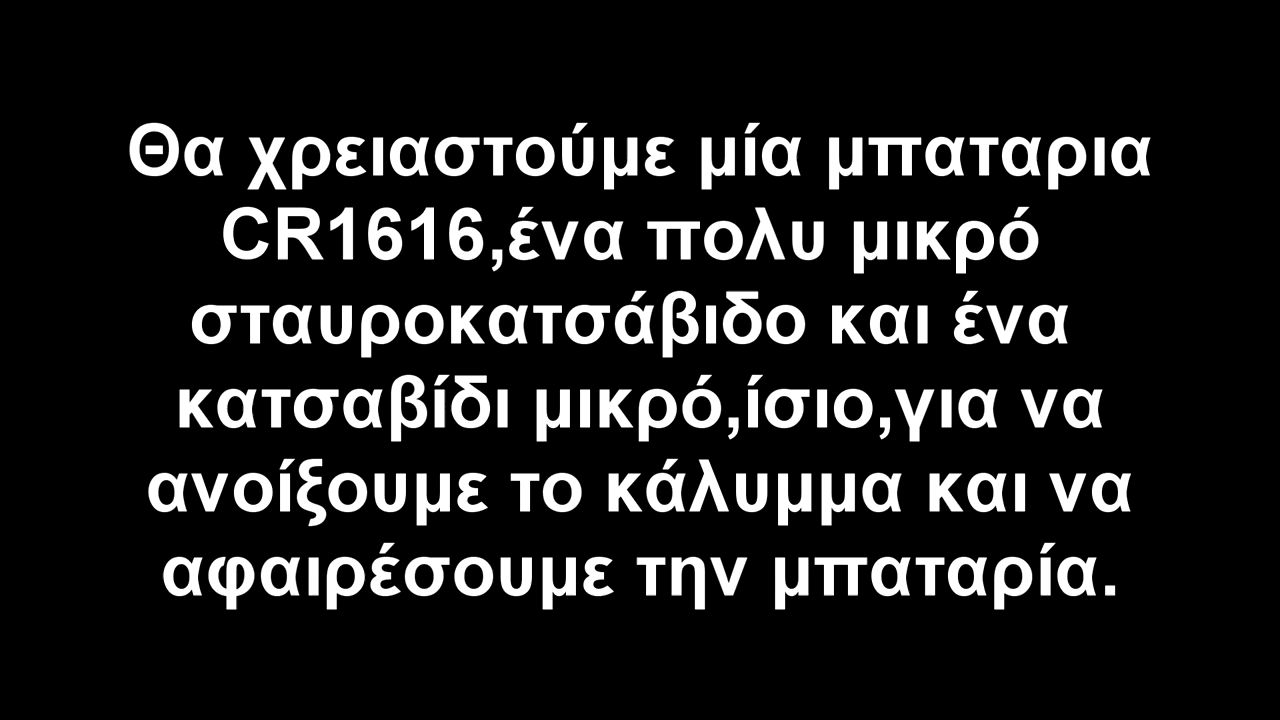 Θα χρειαστούμε μία μπαταρια
CR1616,ένα πολυ μικρό
σταυροκατσάβιδο και ένα
κατσαβίδι μικρό,ίσιο,για να
ανοίξουμε το κάλυμμα και να
αφαιρέσουμε την μπαταρία.